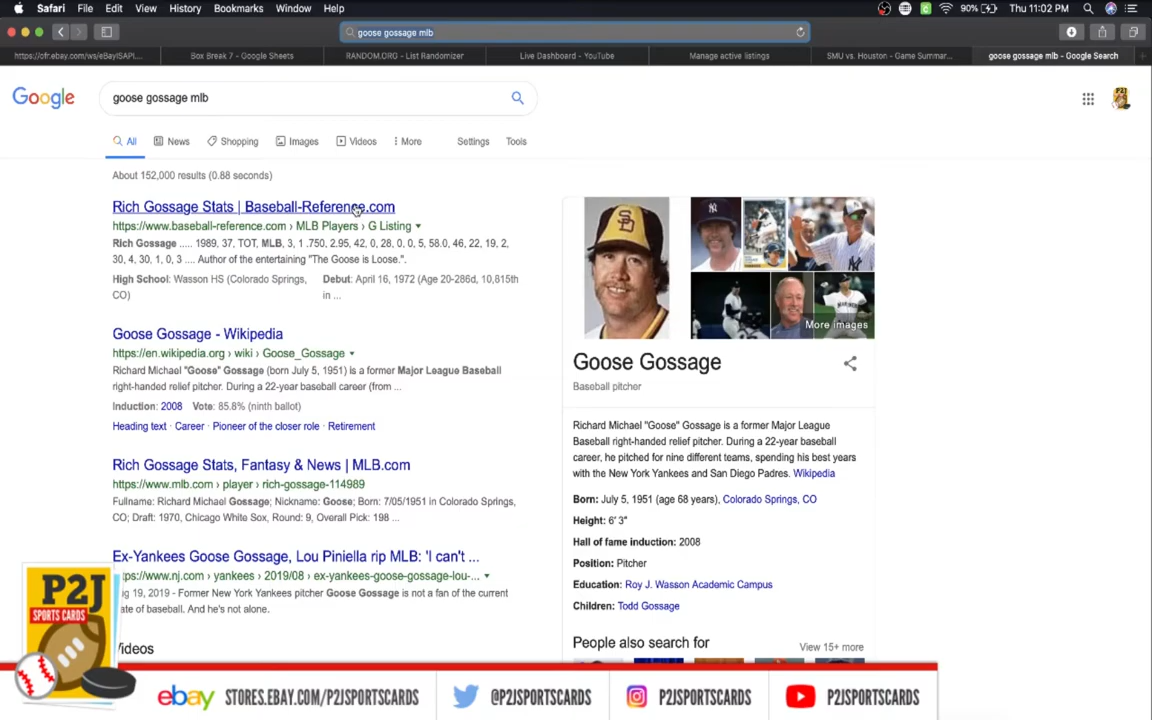 Safari File Edit View History Bookmarks Window Help
90% Thu 11:02 PM
goose gossage mlb
https://ofr.ebay.com/ws/eBayISAPI....
Box Break 7 - Google Sheets
RANDOM.ORG - List Randomizer
Live Dashboard - YouTube
Manage active listings
SMU vs. Houston - Game Summar...
goose gossage mlb - Google Search
Google
goose gossage mlb
All News Shopping Images Videos More Settings Tools
About 152,000 results (0.88 seconds)
Rich Gossage Stats | Baseball-Reference.com
https://www.baseball-reference.com › MLB Players › G Listing
Rich Gossage ..... 1989, 37, TOT, MLB, 3, 1 .750, 2.95, 42, 0, 28, 0, 0, 5, 58.0, 46, 22, 19, 2,
30, 4, 30, 1, 0, 3 .... Author of the entertaining "The Goose is Loose.".
High School: Wasson HS (Colorado Springs,
CO)
Debut: April 16, 1972 (Age 20-286d, 10,815th
in ...
Goose Gossage - Wikipedia
https://en.wikipedia.org › wiki › Goose_Gossage
Richard Michael "Goose" Gossage (born July 5, 1951) is a former Major League Baseball
right-handed relief pitcher. During a 22-year baseball career (from ...
Induction: 2008 Vote: 85.8% (ninth ballot)
Heading text · Career · Pioneer of the closer role · Retirement
Rich Gossage Stats, Fantasy & News | MLB.com
https://www.mlb.com › player › rich-gossage-114989
Fullname: Richard Michael Gossage; Nickname: Goose; Born: 7/05/1951 in Colorado Springs,
CO; Draft: 1970, Chicago White Sox, Round: 9, Overall Pick: 198 ...
Ex-Yankees Goose Gossage, Lou Piniella rip MLB: 'I can't ...
ps://www.nj.com › yankees › 2019/08 › ex-yankees-goose-gossage-lou-...
ug 19, 2019 - Former New York Yankees pitcher Goose Gossage is not a fan of the current
ate of baseball. And he's not alone.
Videos
More images
Goose Gossage
Baseball pitcher
Richard Michael "Goose" Gossage is a former Major League
Baseball right-handed relief pitcher. During a 22-year baseball
career, he pitched for nine different teams, spending his best years
with the New York Yankees and San Diego Padres. Wikipedia
Born: July 5, 1951 (age 68 years), Colorado Springs, CO
Height: 6′ 3″
Hall of fame induction: 2008
Position: Pitcher
Education: Roy J. Wasson Academic Campus
Children: Todd Gossage
People also search for
View 15+ more
P2J
SPORTS CARDS
ebay STORES.EBAY.COM/P2JSPORTSCARDS
@P2JSPORTSCARDS
P2JSPORTSCARDS
P2JSPORTSCARDS